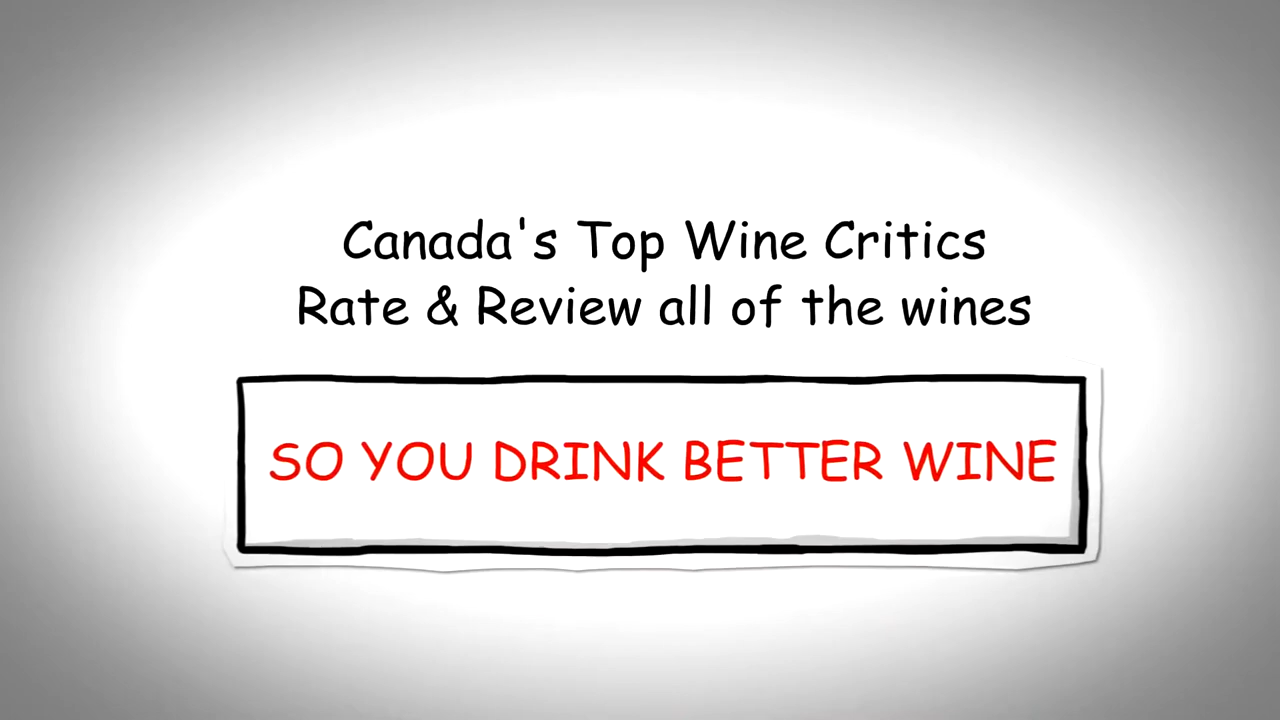 Canada's Top Wine Critics
Rate & Review all of the wines
SO YOU DRINK BETTER WINE